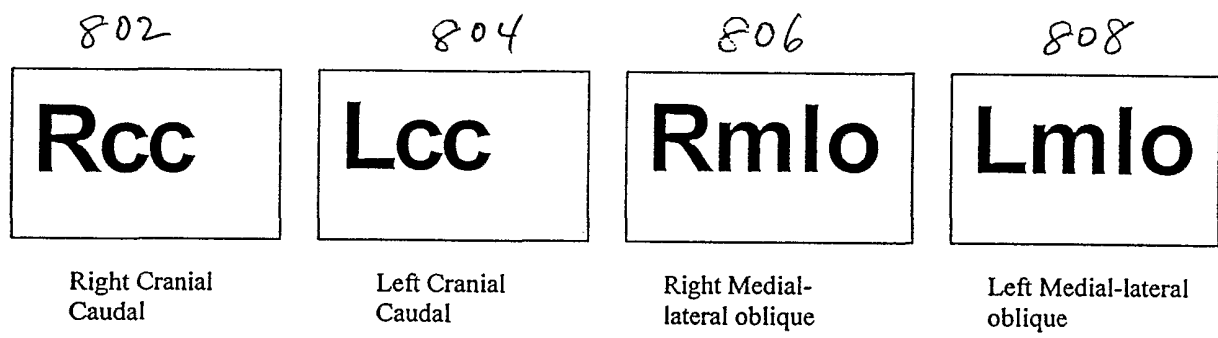 802 804 806 808
Rcc Lcc Rmlo Lmlo
Right Cranial Left Cranial Right Medial- Left Medial-lateral
Caudal Caudal lateral oblique oblique